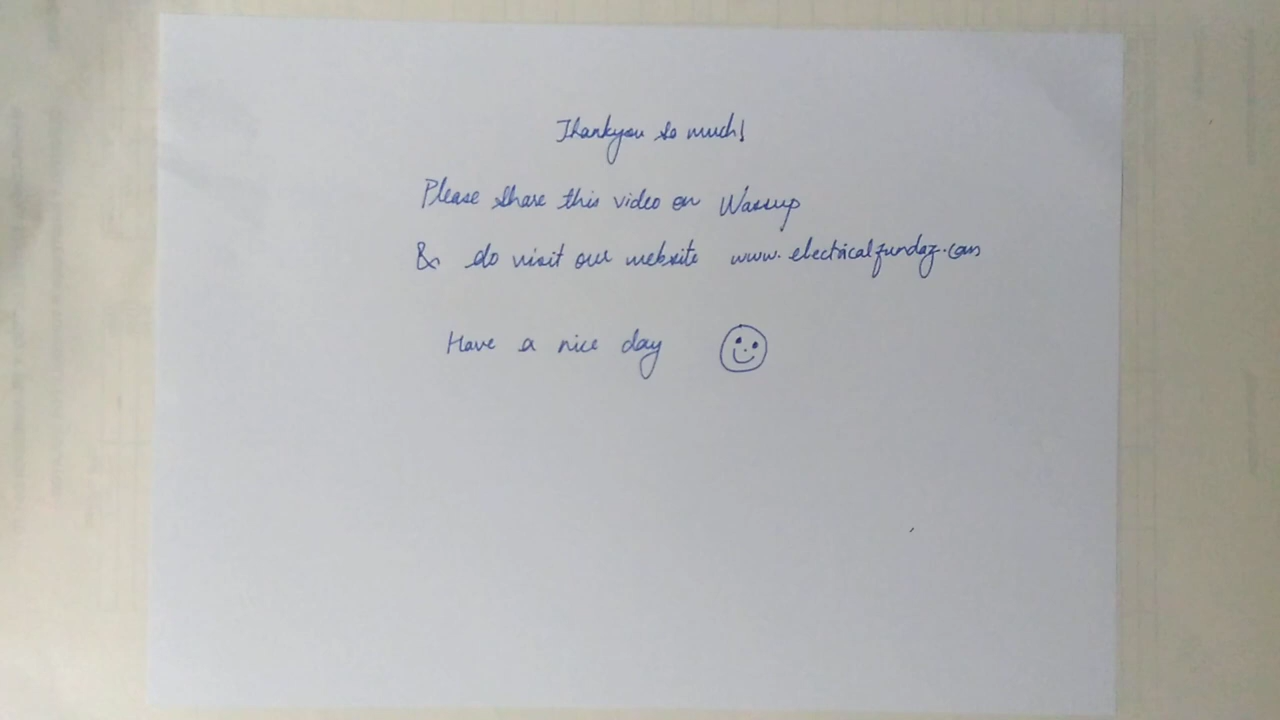 Thankyou so much!
Please share this video on Wassup
& do visit our website www.electricalfundaz.com
Have a nice day